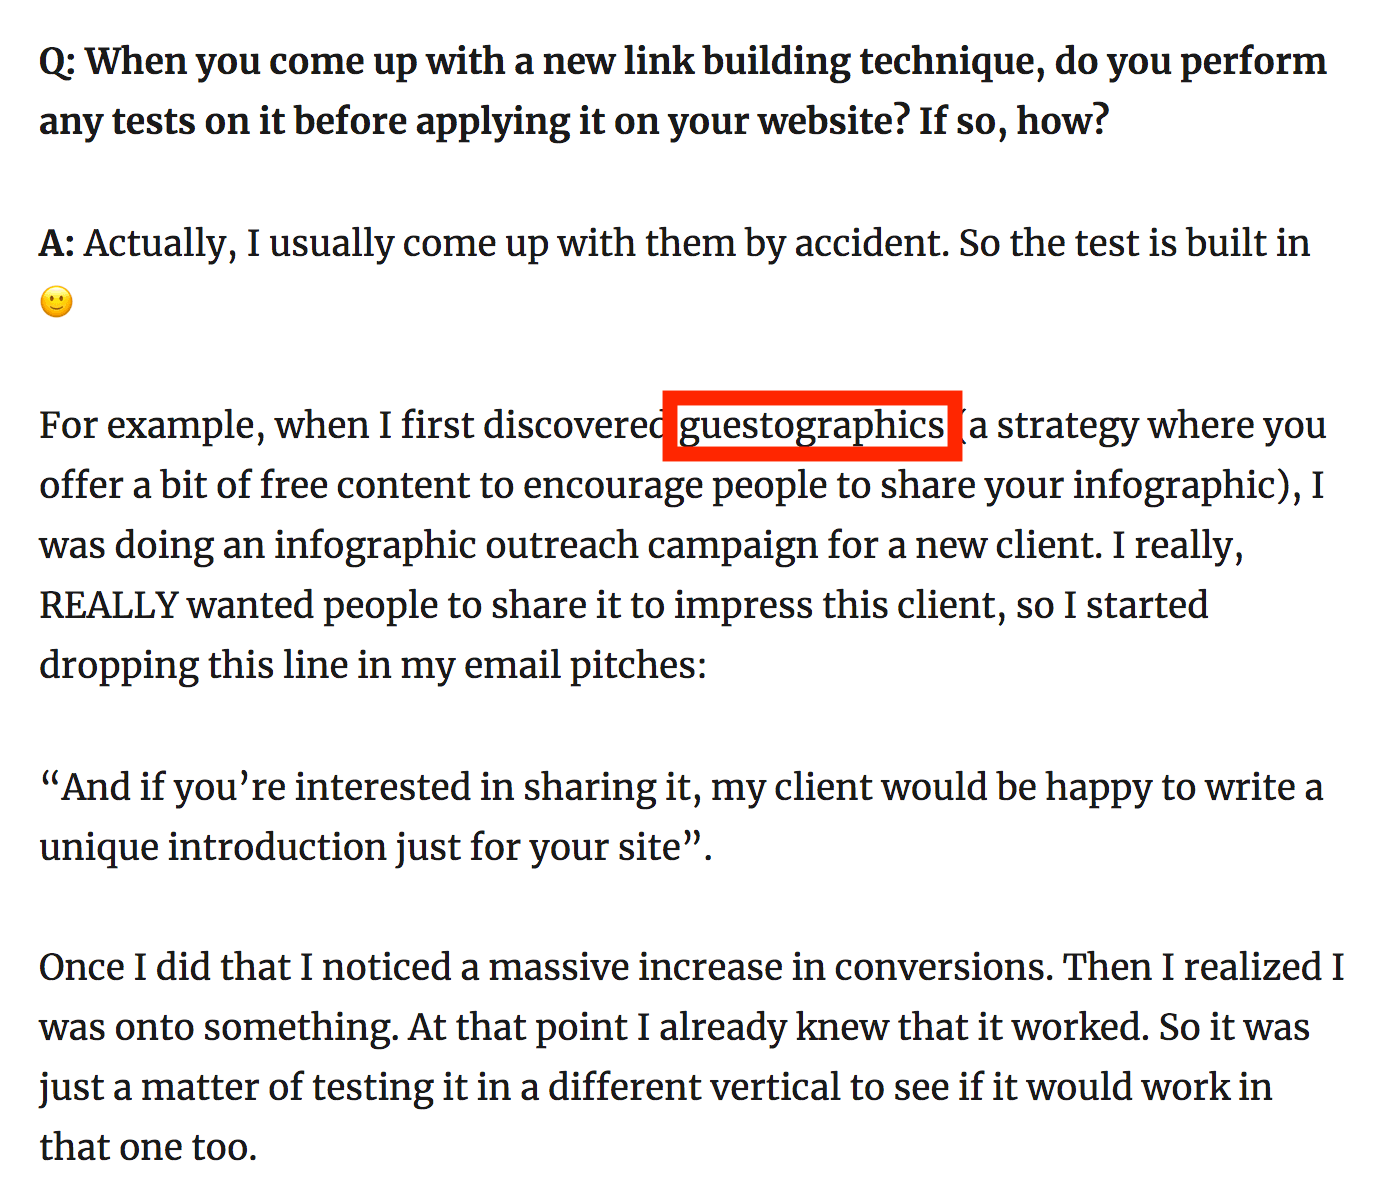 Q: When you come up with a new link building technique, do you perform
any tests on it before applying it on your website? If so, how?
A: Actually, I usually come up with them by accident. So the test is built in
🙂
For example, when I first discovered guestographics (a strategy where you
offer a bit of free content to encourage people to share your infographic), I
was doing an infographic outreach campaign for a new client. I really,
REALLY wanted people to share it to impress this client, so I started
dropping this line in my email pitches:
“And if you’re interested in sharing it, my client would be happy to write a
unique introduction just for your site”.
Once I did that I noticed a massive increase in conversions. Then I realized I
was onto something. At that point I already knew that it worked. So it was
just a matter of testing it in a different vertical to see if it would work in
that one too.